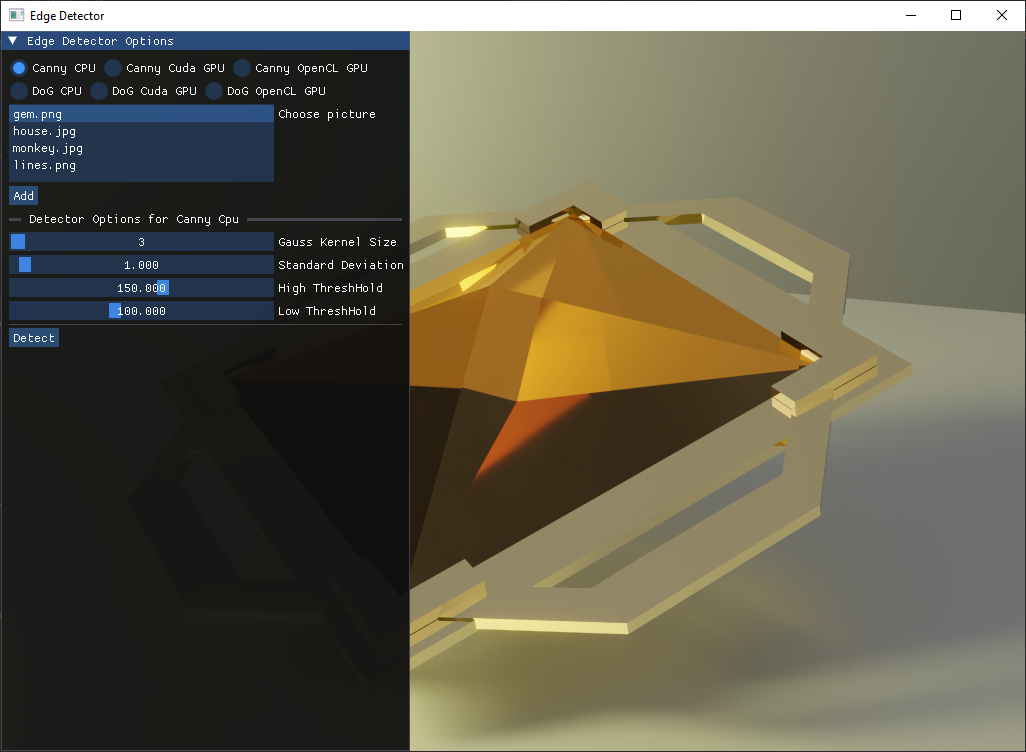 Edge Detector
Edge Detector Options
Canny CPU Canny Cuda GPU Canny OpenCL GPU
DoG CPU DoG Cuda GPU DoG OpenCL GPU
gem.png Choose picture
house.jpg
monkey.jpg
lines.png
Add
Detector Options for Canny Cpu
3 Gauss Kernel Size
1.000 Standard Deviation
150.000 High ThreshHold
100.000 Low ThreshHold
Detect